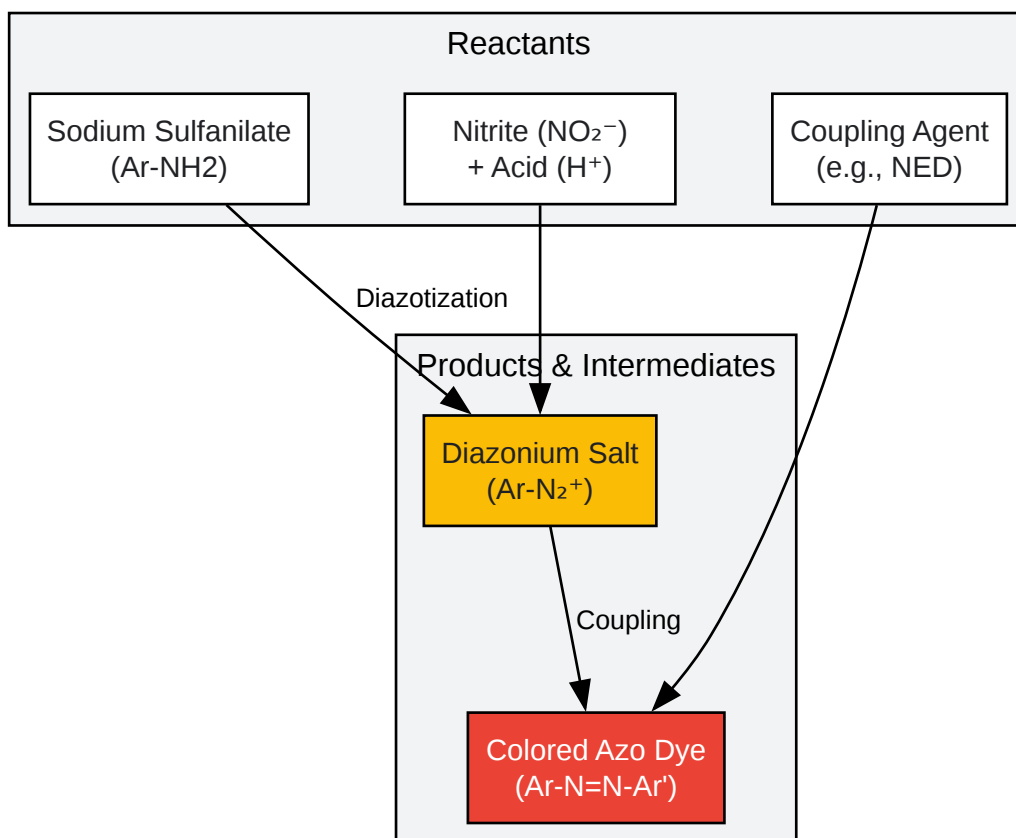 Reactants
Sodium Sulfanilate
(Ar-NH2)
Nitrite (NO₂⁻)
+ Acid (H⁺)
Coupling Agent
(e.g., NED)
Diazotization
Products & Intermediates
Diazonium Salt
(Ar-N₂⁺)
Coupling
Colored Azo Dye
(Ar-N=N-Ar')